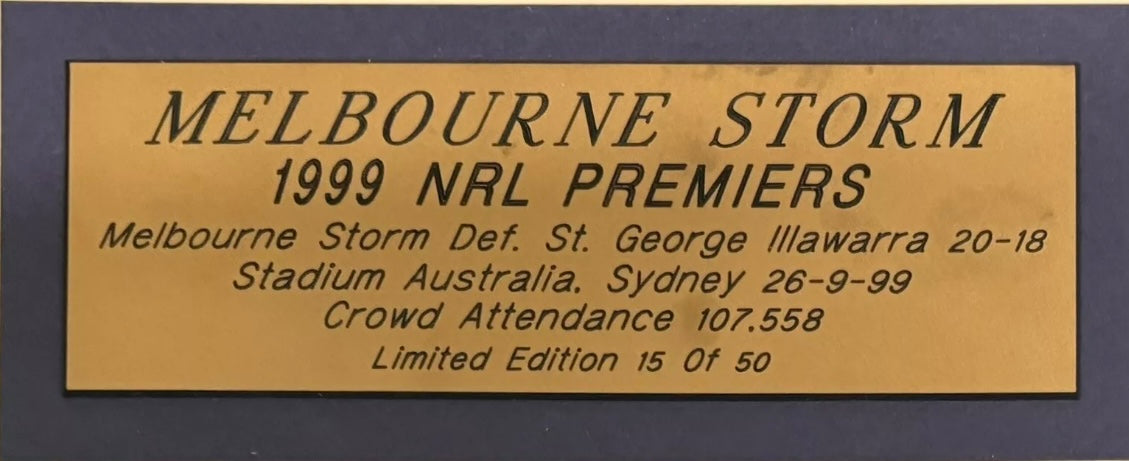 MELBOURNE STORM
1999 NRL PREMIERS
Melbourne Storm Def. St. George Illawarra 20-18
Stadium Australia. Sydney 26-9-99
Crowd Attendance 107.558
Limited Edition 15 Of 50